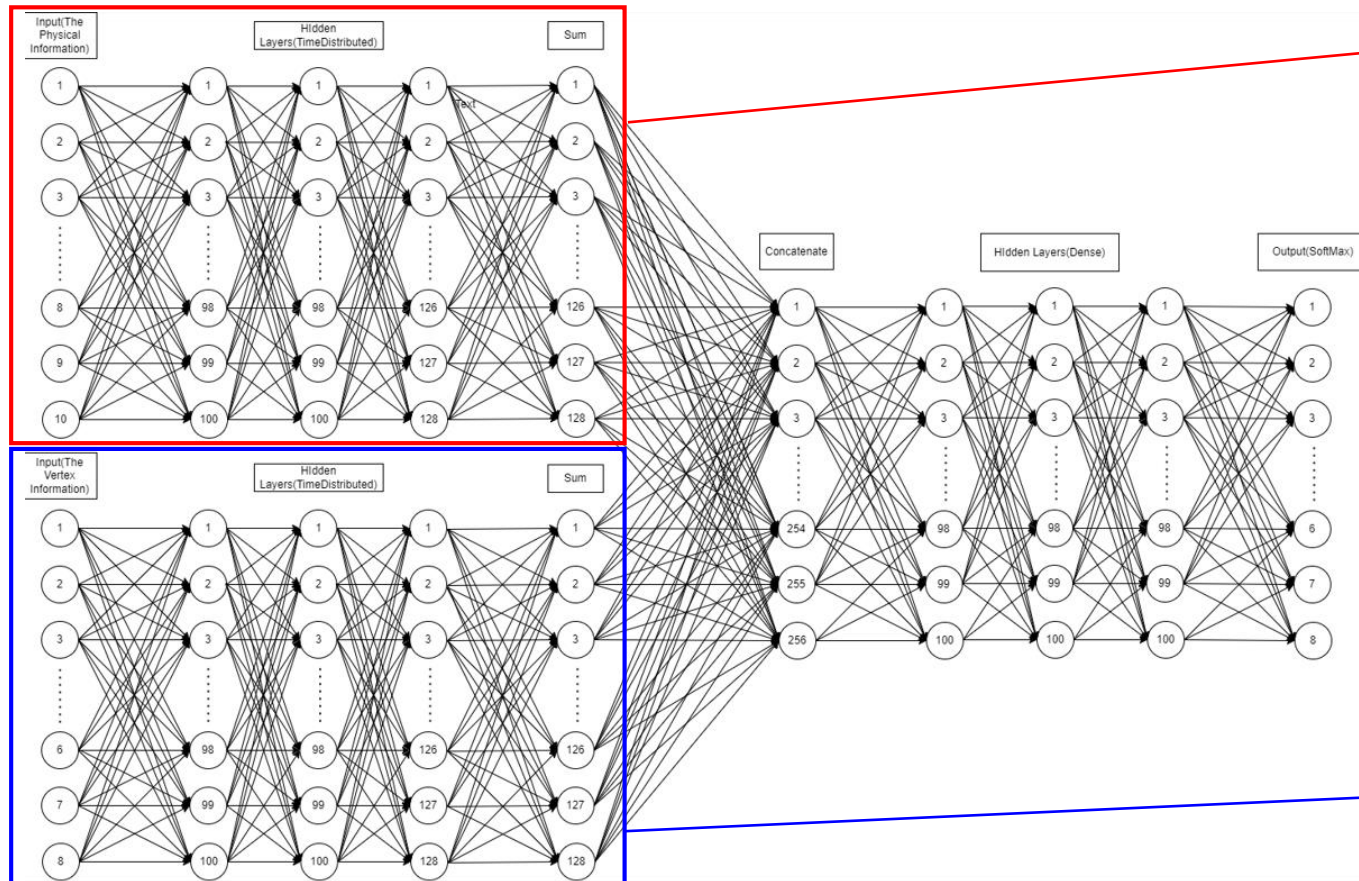 Input(The
Physical
Information)
HIdden
Layers(TimeDistributed)
Sum
1 1 1 1 1
Text
2 2 2 2 2
3 3 3 3 3
8 98 98 126 126
9 99 99 127 127
10 100 100 128 128
Input(The
Vertex
Information)
HIdden
Layers(TimeDistributed)
Sum
1 1 1 1 1
2 2 2 2 2
3 3 3 3 3
6 98 98 126 126
7 99 99 127 127
8 100 100 128 128
Concatenate
HIdden Layers(Dense)
Output(SoftMax)
1 1 1 1 1
2 2 2 2 2
3 3 3 3 3
254 98 98 98 6
255 99 99 99 7
256 100 100 100 8